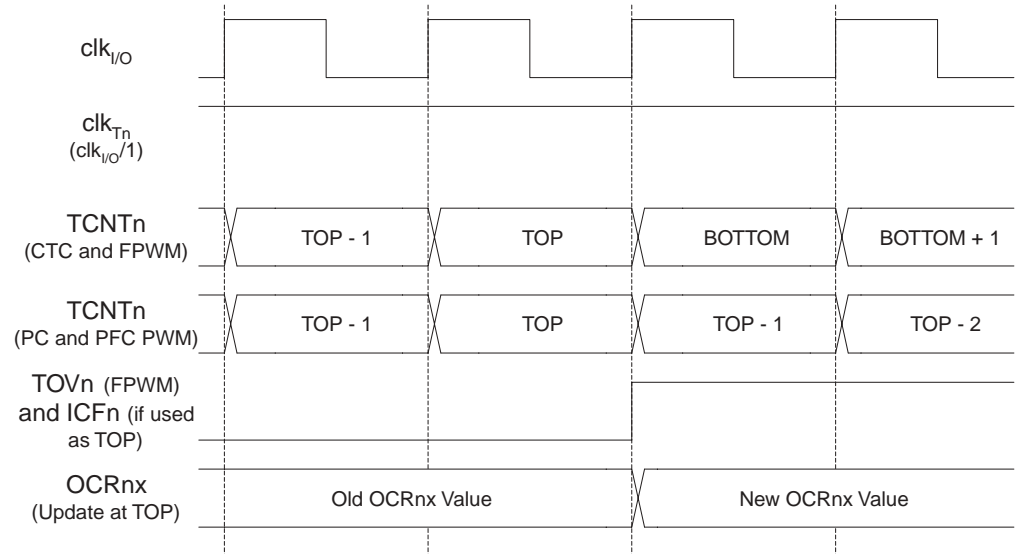 clkI/O
clkTn
(clkI/O/1)
TCNTn
(CTC and FPWM)
TOP - 1 TOP BOTTOM BOTTOM + 1
TCNTn
(PC and PFC PWM)
TOP - 1 TOP TOP - 1 TOP - 2
TOVn (FPWM)
and ICFn (if used
as TOP)
OCRnx
(Update at TOP)
Old OCRnx Value New OCRnx Value